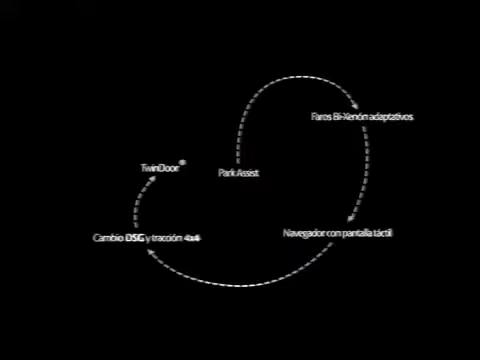 Faros Bi-Xenón adaptativos
TwinDoor®
Park Assist
Navegador con pantalla táctil
Cambio DSG y tracción 4x4